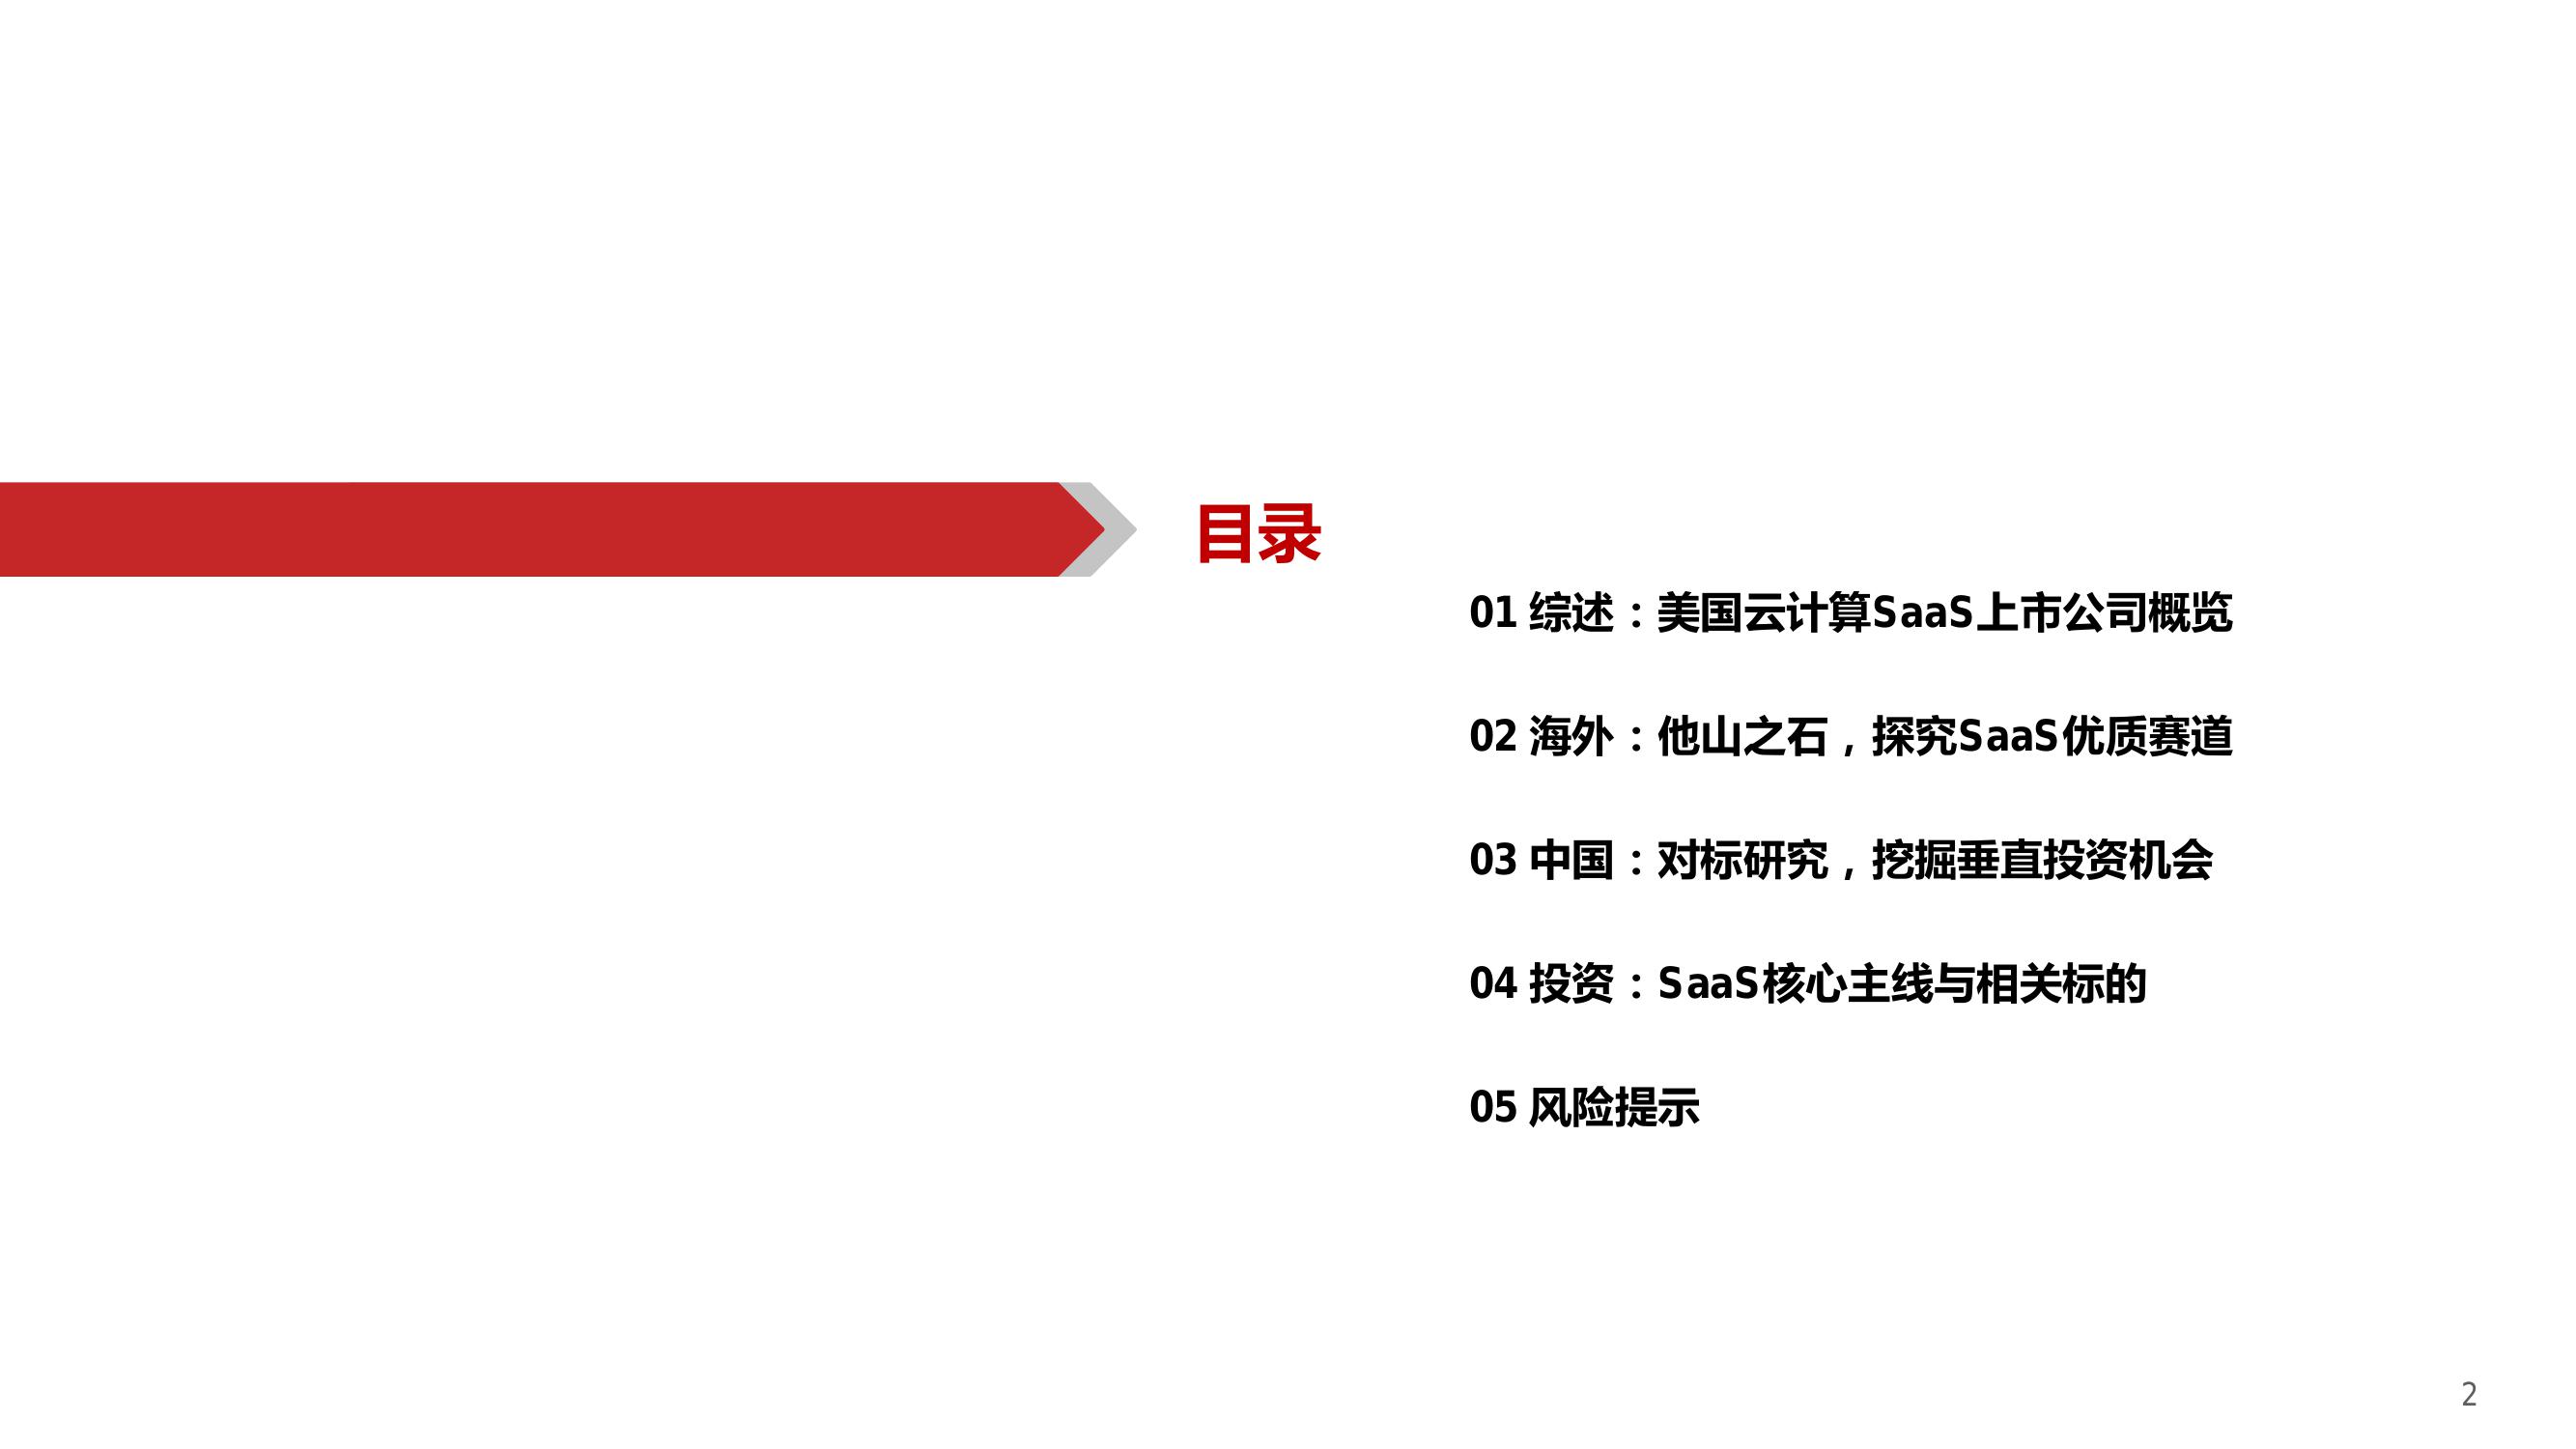 目录
01 综述：美国云计算SaaS上市公司概览
02 海外：他山之石，探究SaaS优质赛道
03 中国：对标研究，挖掘垂直投资机会
04 投资：SaaS核心主线与相关标的
05 风险提示
2